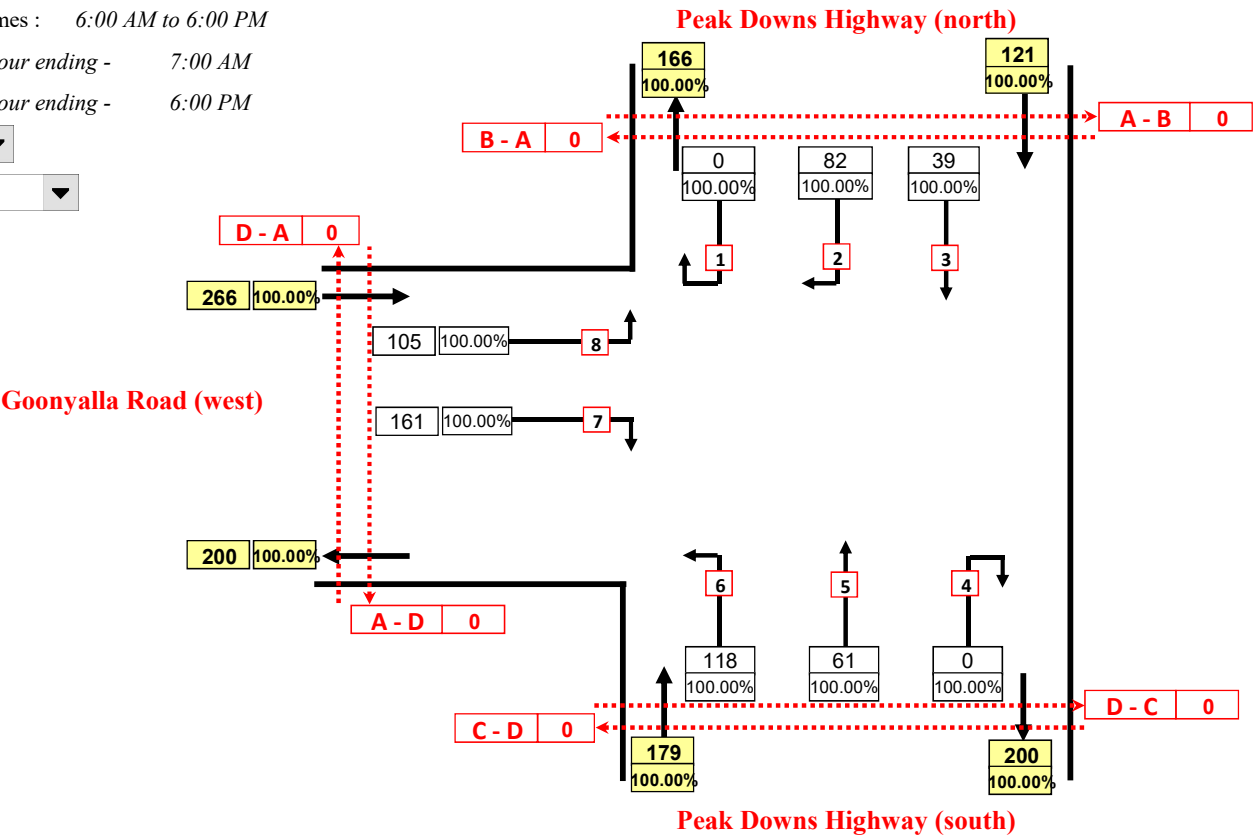 mes : 6:00 AM to 6:00 PM
our ending - 7:00 AM
our ending - 6:00 PM
Peak Downs Highway (north)
166
100.00%
121
100.00%
A - B 0
B - A 0
0
100.00%
82
100.00%
39
100.00%
D - A 0
1
2
3
266 100.00%
105 100.00% 8
Goonyalla Road (west)
161 100.00% 7
200 100.00%
6
5
4
A - D 0
118
100.00%
61
100.00%
0
100.00%
D - C 0
C - D 0
179
100.00%
200
100.00%
Peak Downs Highway (south)